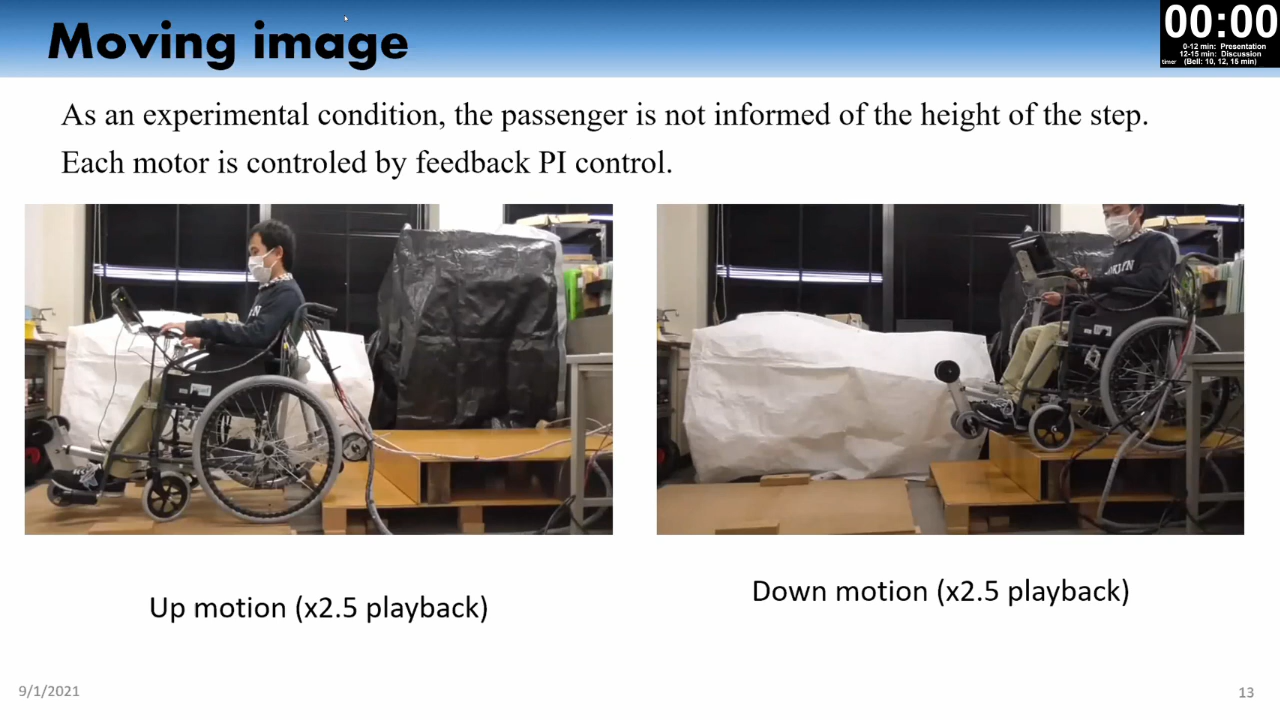 Moving image
00:00
0-12 min: Presentation
12-15 min: Discussion
timer (Bell: 10, 12, 15 min)
As an experimental condition, the passenger is not informed of the height of the step.
Each motor is controled by feedback PI control.
Up motion (x2.5 playback)
Down motion (x2.5 playback)
9/1/2021
13